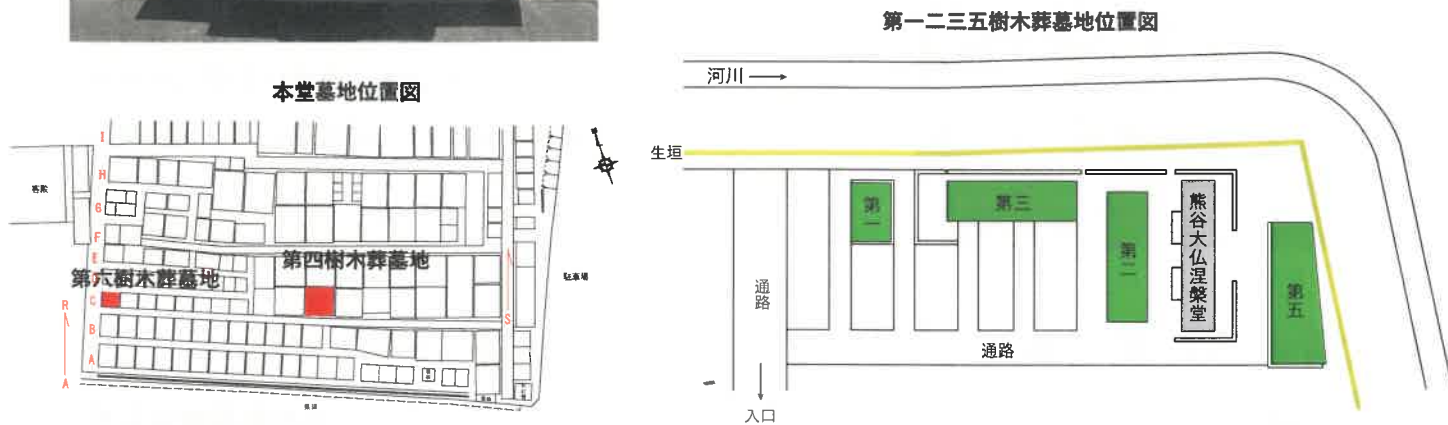 本堂墓地位置図
I
H
G
F
E
D
C
B
A
R
A
S
客殿
第六樹木葬墓地
第四樹木葬墓地
駐車場
第一二三五樹木葬墓地位置図
河川
生垣
第一
第三
第二
熊谷大仏涅槃堂
第五
通路
通路
入口